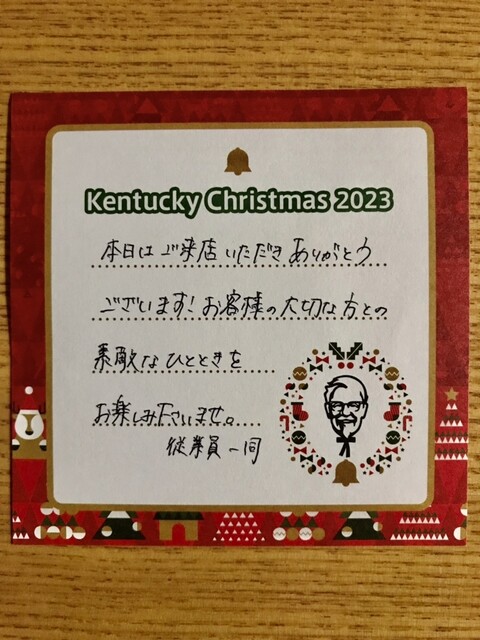 Kentucky Christmas 2023
本日はご来店いただきありがとう
ございます！お客様の大切な方との
素敵なひとときを
お楽しみ下さいませ。
従業員一同